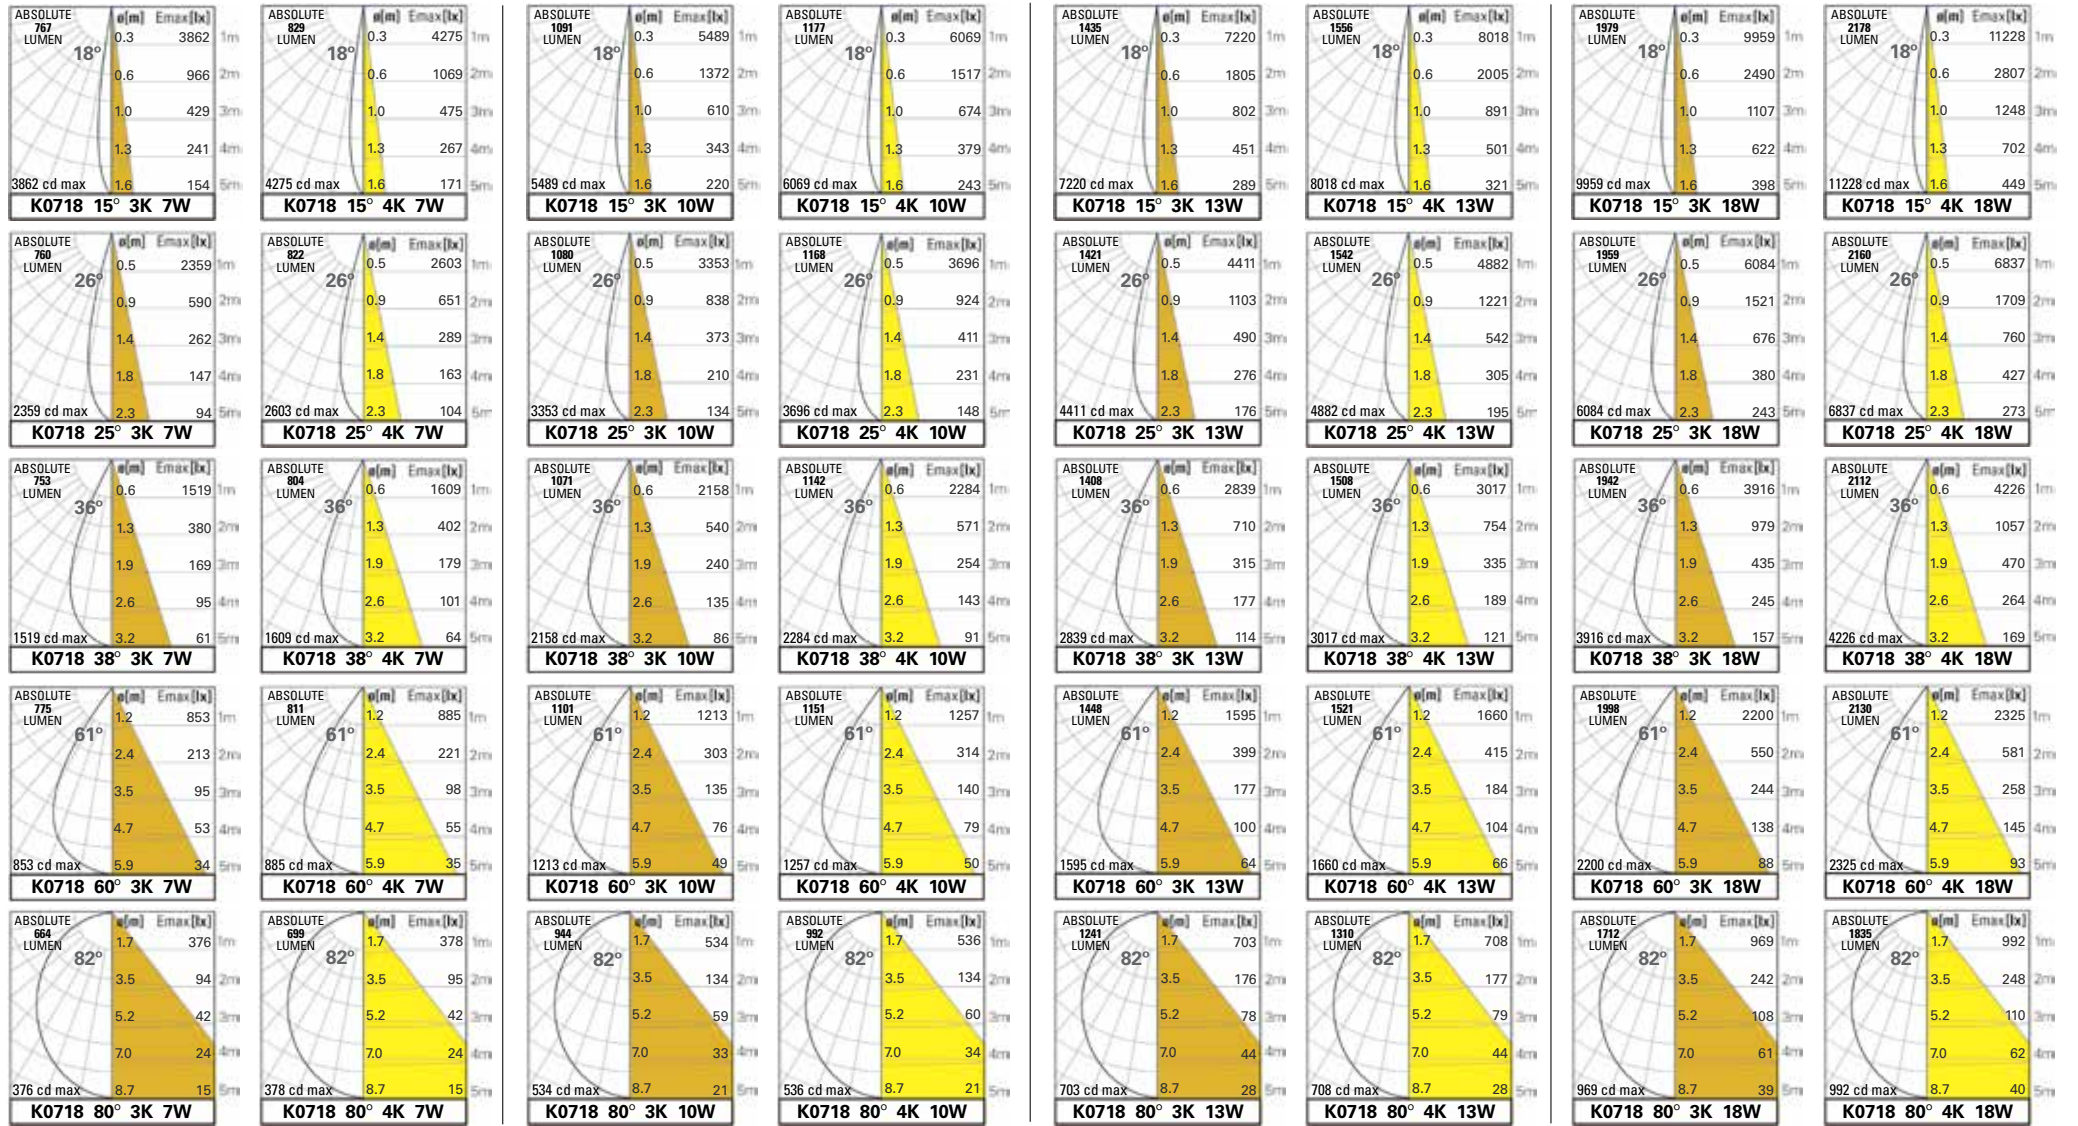 ABSOLUTE ø[m] Emax[lx]
767
LUMEN 0.3 3862 1m
18°
0.6 966 2m
1.0 429 3m
1.3 241 4m
3862 cd max 1.6 154 5m
K0718 15° 3K 7W
ABSOLUTE ø[m] Emax[lx]
829
LUMEN 0.3 4275 1m
18°
0.6 1069 2m
1.0 475 3m
1.3 267 4m
4275 cd max 1.6 171 5m
K0718 15° 4K 7W
ABSOLUTE ø[m] Emax[lx]
1091
LUMEN 0.3 5489 1m
18°
0.6 1372 2m
1.0 610 3m
1.3 343 4m
5489 cd max 1.6 220 5m
K0718 15° 3K 10W
ABSOLUTE ø[m] Emax[lx]
1177
LUMEN 0.3 6069 1m
18°
0.6 1517 2m
1.0 674 3m
1.3 379 4m
6069 cd max 1.6 243 5m
K0718 15° 4K 10W
ABSOLUTE ø[m] Emax[lx]
1435
LUMEN 0.3 7220 1m
18°
0.6 1805 2m
1.0 802 3m
1.3 451 4m
7220 cd max 1.6 289 5m
K0718 15° 3K 13W
ABSOLUTE ø[m] Emax[lx]
1556
LUMEN 0.3 8018 1m
18°
0.6 2005 2m
1.0 891 3m
1.3 501 4m
8018 cd max 1.6 321 5m
K0718 15° 4K 13W
ABSOLUTE ø[m] Emax[lx]
1979
LUMEN 0.3 9959 1m
18°
0.6 2490 2m
1.0 1107 3m
1.3 622 4m
9959 cd max 1.6 398 5m
K0718 15° 3K 18W
ABSOLUTE ø[m] Emax[lx]
2178
LUMEN 0.3 11228 1m
18°
0.6 2807 2m
1.0 1248 3m
1.3 702 4m
11228 cd max 1.6 449 5m
K0718 15° 4K 18W
ABSOLUTE ø[m] Emax[lx]
760
LUMEN 0.5 2359 1m
26°
0.9 590 2m
1.4 262 3m
1.8 147 4m
2359 cd max 2.3 94 5m
K0718 25° 3K 7W
ABSOLUTE ø[m] Emax[lx]
822
LUMEN 0.5 2603 1m
26°
0.9 651 2m
1.4 289 3m
1.8 163 4m
2603 cd max 2.3 104 5m
K0718 25° 4K 7W
ABSOLUTE ø[m] Emax[lx]
1080
LUMEN 0.5 3353 1m
26°
0.9 838 2m
1.4 373 3m
1.8 210 4m
3353 cd max 2.3 134 5m
K0718 25° 3K 10W
ABSOLUTE ø[m] Emax[lx]
1168
LUMEN 0.5 3696 1m
26°
0.9 924 2m
1.4 411 3m
1.8 231 4m
3696 cd max 2.3 148 5m
K0718 25° 4K 10W
ABSOLUTE ø[m] Emax[lx]
1421
LUMEN 0.5 4411 1m
26°
0.9 1103 2m
1.4 490 3m
1.8 276 4m
4411 cd max 2.3 176 5m
K0718 25° 3K 13W
ABSOLUTE ø[m] Emax[lx]
1542
LUMEN 0.5 4882 1m
26°
0.9 1221 2m
1.4 542 3m
1.8 305 4m
4882 cd max 2.3 195 5m
K0718 25° 4K 13W
ABSOLUTE ø[m] Emax[lx]
1959
LUMEN 0.5 6084 1m
26°
0.9 1521 2m
1.4 676 3m
1.8 380 4m
6084 cd max 2.3 243 5m
K0718 25° 3K 18W
ABSOLUTE ø[m] Emax[lx]
2160
LUMEN 0.5 6837 1m
26°
0.9 1709 2m
1.4 760 3m
1.8 427 4m
6837 cd max 2.3 273 5m
K0718 25° 4K 18W
ABSOLUTE ø[m] Emax[lx]
753
LUMEN 0.6 1519 1m
36°
1.3 380 2m
1.9 169 3m
2.6 95 4m
1519 cd max 3.2 61 5m
K0718 38° 3K 7W
ABSOLUTE ø[m] Emax[lx]
804
LUMEN 0.6 1609 1m
36°
1.3 402 2m
1.9 179 3m
2.6 101 4m
1609 cd max 3.2 64 5m
K0718 38° 4K 7W
ABSOLUTE ø[m] Emax[lx]
1071
LUMEN 0.6 2158 1m
36°
1.3 540 2m
1.9 240 3m
2.6 135 4m
2158 cd max 3.2 86 5m
K0718 38° 3K 10W
ABSOLUTE ø[m] Emax[lx]
1142
LUMEN 0.6 2284 1m
36°
1.3 571 2m
1.9 254 3m
2.6 143 4m
2284 cd max 3.2 91 5m
K0718 38° 4K 10W
ABSOLUTE ø[m] Emax[lx]
1408
LUMEN 0.6 2839 1m
36°
1.3 710 2m
1.9 315 3m
2.6 177 4m
2839 cd max 3.2 114 5m
K0718 38° 3K 13W
ABSOLUTE ø[m] Emax[lx]
1508
LUMEN 0.6 3017 1m
36°
1.3 754 2m
1.9 335 3m
2.6 189 4m
3017 cd max 3.2 121 5m
K0718 38° 4K 13W
ABSOLUTE ø[m] Emax[lx]
1942
LUMEN 0.6 3916 1m
36°
1.3 979 2m
1.9 435 3m
2.6 245 4m
3916 cd max 3.2 157 5m
K0718 38° 3K 18W
ABSOLUTE ø[m] Emax[lx]
2112
LUMEN 0.6 4226 1m
36°
1.3 1057 2m
1.9 470 3m
2.6 264 4m
4226 cd max 3.2 169 5m
K0718 38° 4K 18W
ABSOLUTE ø[m] Emax[lx]
775
LUMEN 1.2 853 1m
61°
2.4 213 2m
3.5 95 3m
4.7 53 4m
853 cd max 5.9 34 5m
K0718 60° 3K 7W
ABSOLUTE ø[m] Emax[lx]
811
LUMEN 1.2 885 1m
61°
2.4 221 2m
3.5 98 3m
4.7 55 4m
885 cd max 5.9 35 5m
K0718 60° 4K 7W
ABSOLUTE ø[m] Emax[lx]
1101
LUMEN 1.2 1213 1m
61°
2.4 303 2m
3.5 135 3m
4.7 76 4m
1213 cd max 5.9 49 5m
K0718 60° 3K 10W
ABSOLUTE ø[m] Emax[lx]
1151
LUMEN 1.2 1257 1m
61°
2.4 314 2m
3.5 140 3m
4.7 79 4m
1257 cd max 5.9 50 5m
K0718 60° 4K 10W
ABSOLUTE ø[m] Emax[lx]
1448
LUMEN 1.2 1595 1m
61°
2.4 399 2m
3.5 177 3m
4.7 100 4m
1595 cd max 5.9 64 5m
K0718 60° 3K 13W
ABSOLUTE ø[m] Emax[lx]
1521
LUMEN 1.2 1660 1m
61°
2.4 415 2m
3.5 184 3m
4.7 104 4m
1660 cd max 5.9 66 5m
K0718 60° 4K 13W
ABSOLUTE ø[m] Emax[lx]
1998
LUMEN 1.2 2200 1m
61°
2.4 550 2m
3.5 244 3m
4.7 138 4m
2200 cd max 5.9 88 5m
K0718 60° 3K 18W
ABSOLUTE ø[m] Emax[lx]
2130
LUMEN 1.2 2325 1m
61°
2.4 581 2m
3.5 258 3m
4.7 145 4m
2325 cd max 5.9 93 5m
K0718 60° 4K 18W
ABSOLUTE ø[m] Emax[lx]
664
LUMEN 1.7 376 1m
82°
3.5 94 2m
5.2 42 3m
7.0 24 4m
376 cd max 8.7 15 5m
K0718 80° 3K 7W
ABSOLUTE ø[m] Emax[lx]
699
LUMEN 1.7 378 1m
82°
3.5 95 2m
5.2 42 3m
7.0 24 4m
378 cd max 8.7 15 5m
K0718 80° 4K 7W
ABSOLUTE ø[m] Emax[lx]
944
LUMEN 1.7 534 1m
82°
3.5 134 2m
5.2 59 3m
7.0 33 4m
534 cd max 8.7 21 5m
K0718 80° 3K 10W
ABSOLUTE ø[m] Emax[lx]
992
LUMEN 1.7 536 1m
82°
3.5 134 2m
5.2 60 3m
7.0 34 4m
536 cd max 8.7 21 5m
K0718 80° 4K 10W
ABSOLUTE ø[m] Emax[lx]
1241
LUMEN 1.7 703 1m
82°
3.5 176 2m
5.2 78 3m
7.0 44 4m
703 cd max 8.7 28 5m
K0718 80° 3K 13W
ABSOLUTE ø[m] Emax[lx]
1310
LUMEN 1.7 708 1m
82°
3.5 177 2m
5.2 79 3m
7.0 44 4m
708 cd max 8.7 28 5m
K0718 80° 4K 13W
ABSOLUTE ø[m] Emax[lx]
1712
LUMEN 1.7 969 1m
82°
3.5 242 2m
5.2 108 3m
7.0 61 4m
969 cd max 8.7 39 5m
K0718 80° 3K 18W
ABSOLUTE ø[m] Emax[lx]
1835
LUMEN 1.7 992 1m
82°
3.5 248 2m
5.2 110 3m
7.0 62 4m
992 cd max 8.7 40 5m
K0718 80° 4K 18W